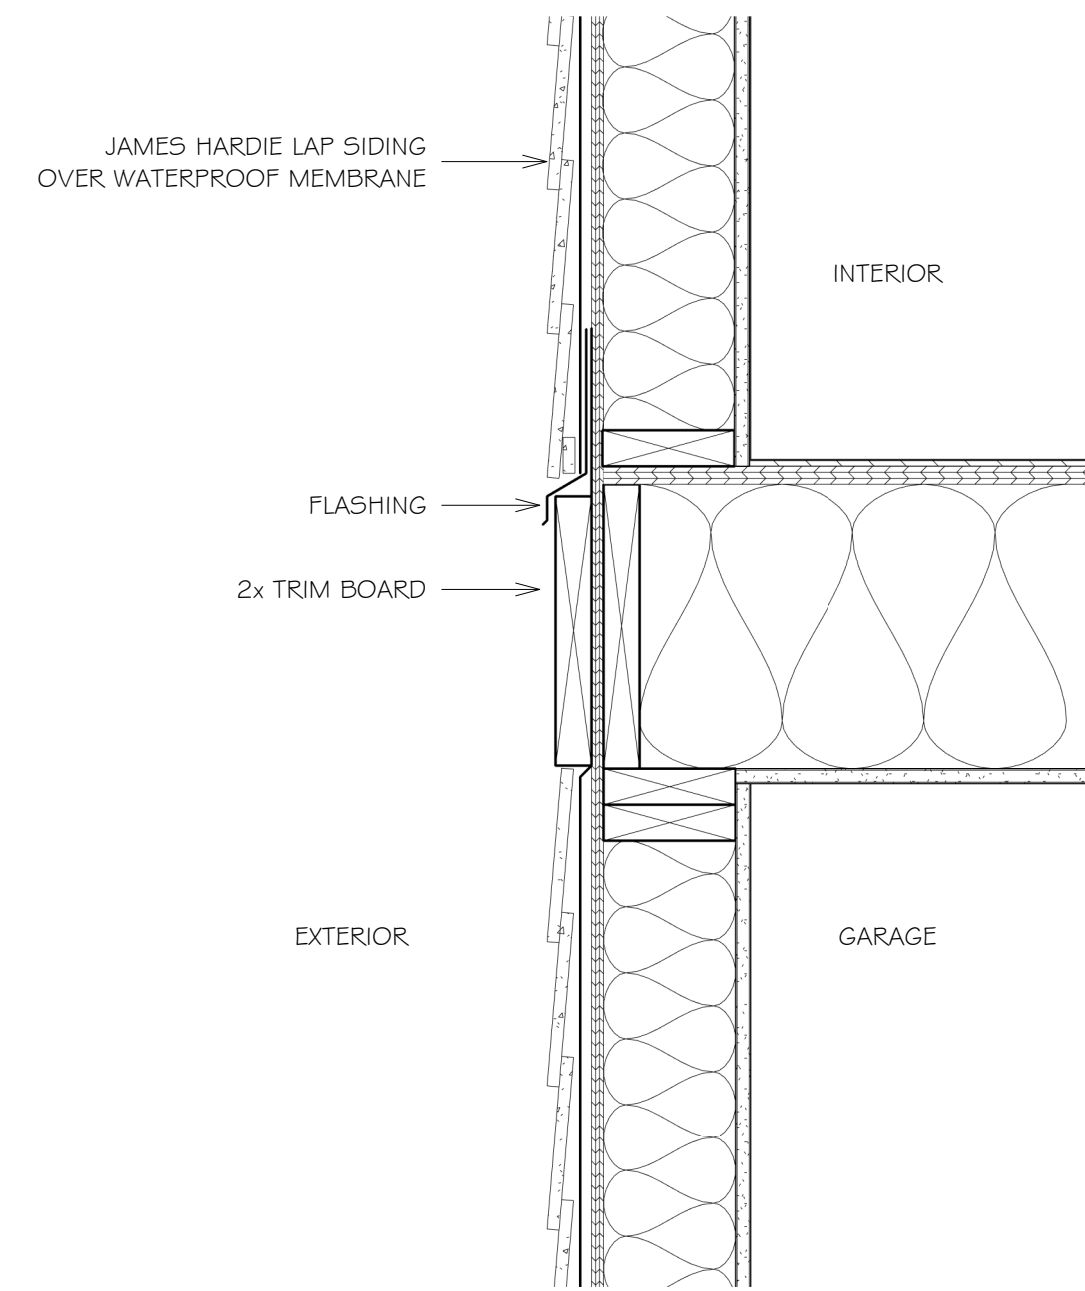 JAMES HARDIE LAP SIDING
OVER WATERPROOF MEMBRANE
INTERIOR
FLASHING
2x TRIM BOARD
EXTERIOR
GARAGE